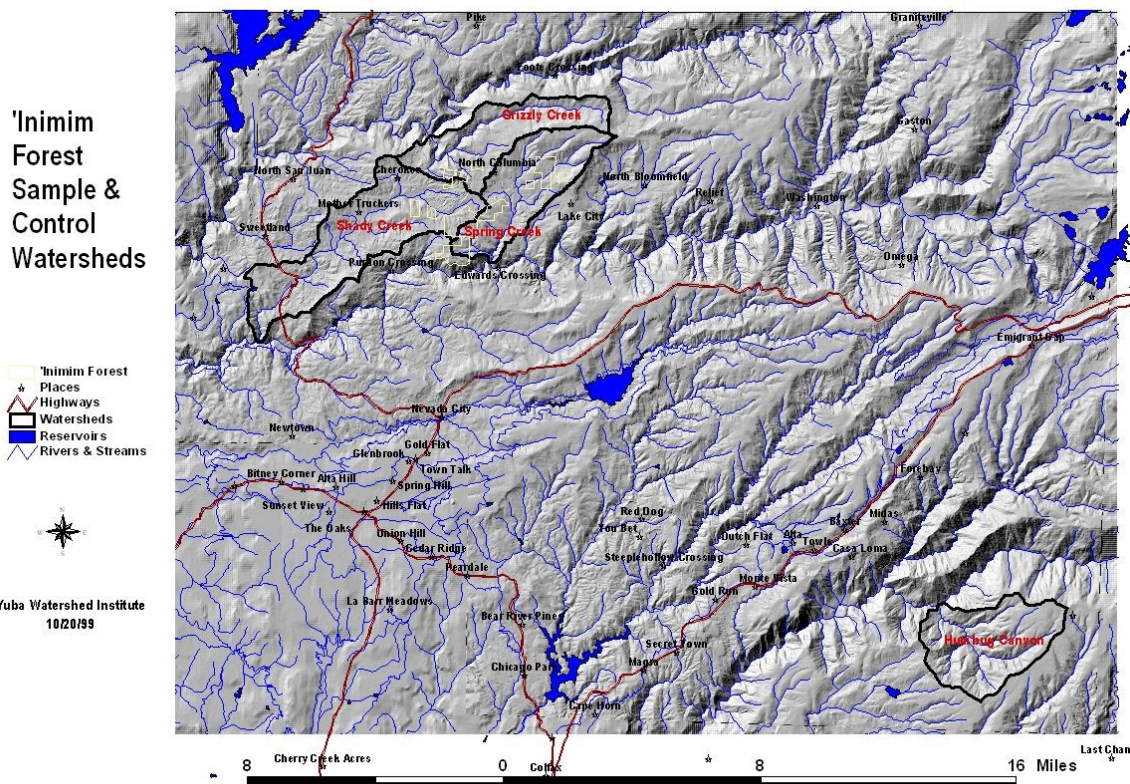 'Inimim
Forest
Sample &
Control
Watersheds
'Inimim Forest
Places
Highways
Watersheds
Reservoirs
Rivers & Streams
N
W E
S
Yuba Watershed Institute
10/20/99
Pike
Graniteville
Foote Crossing
Grizzly Creek
Gaston
North Columbia
North San Juan
Cherokee
North Bloomfield
Relief
Washington
Mother Truckers
Lake City
Shady Creek
Spring Creek
Sweetland
Omega
Purdon Crossing
Edwards Crossing
Emigrant Gap
Nevada City
Newtown
Gold Flat
Glenbrook
Town Talk
Forebay
Bitney Corner
Alta Hill
Spring Hill
Sunset View
Hills Flat
Red Dog
Midas
The Oaks
You Bet
Baxter
Union Hill
Dutch Flat
Alta
Towle
Cedar Ridge
Steephollow Crossing
Casa Loma
Peardale
Monte Vista
La Barr Meadows
Gold Run
Bear River Pine
Humbug Canyon
Secret Town
Chicago Park
Magra
Cape Horn
Cherry Creek Acres
Colfax
Last Chan
8 0 8 16 Miles